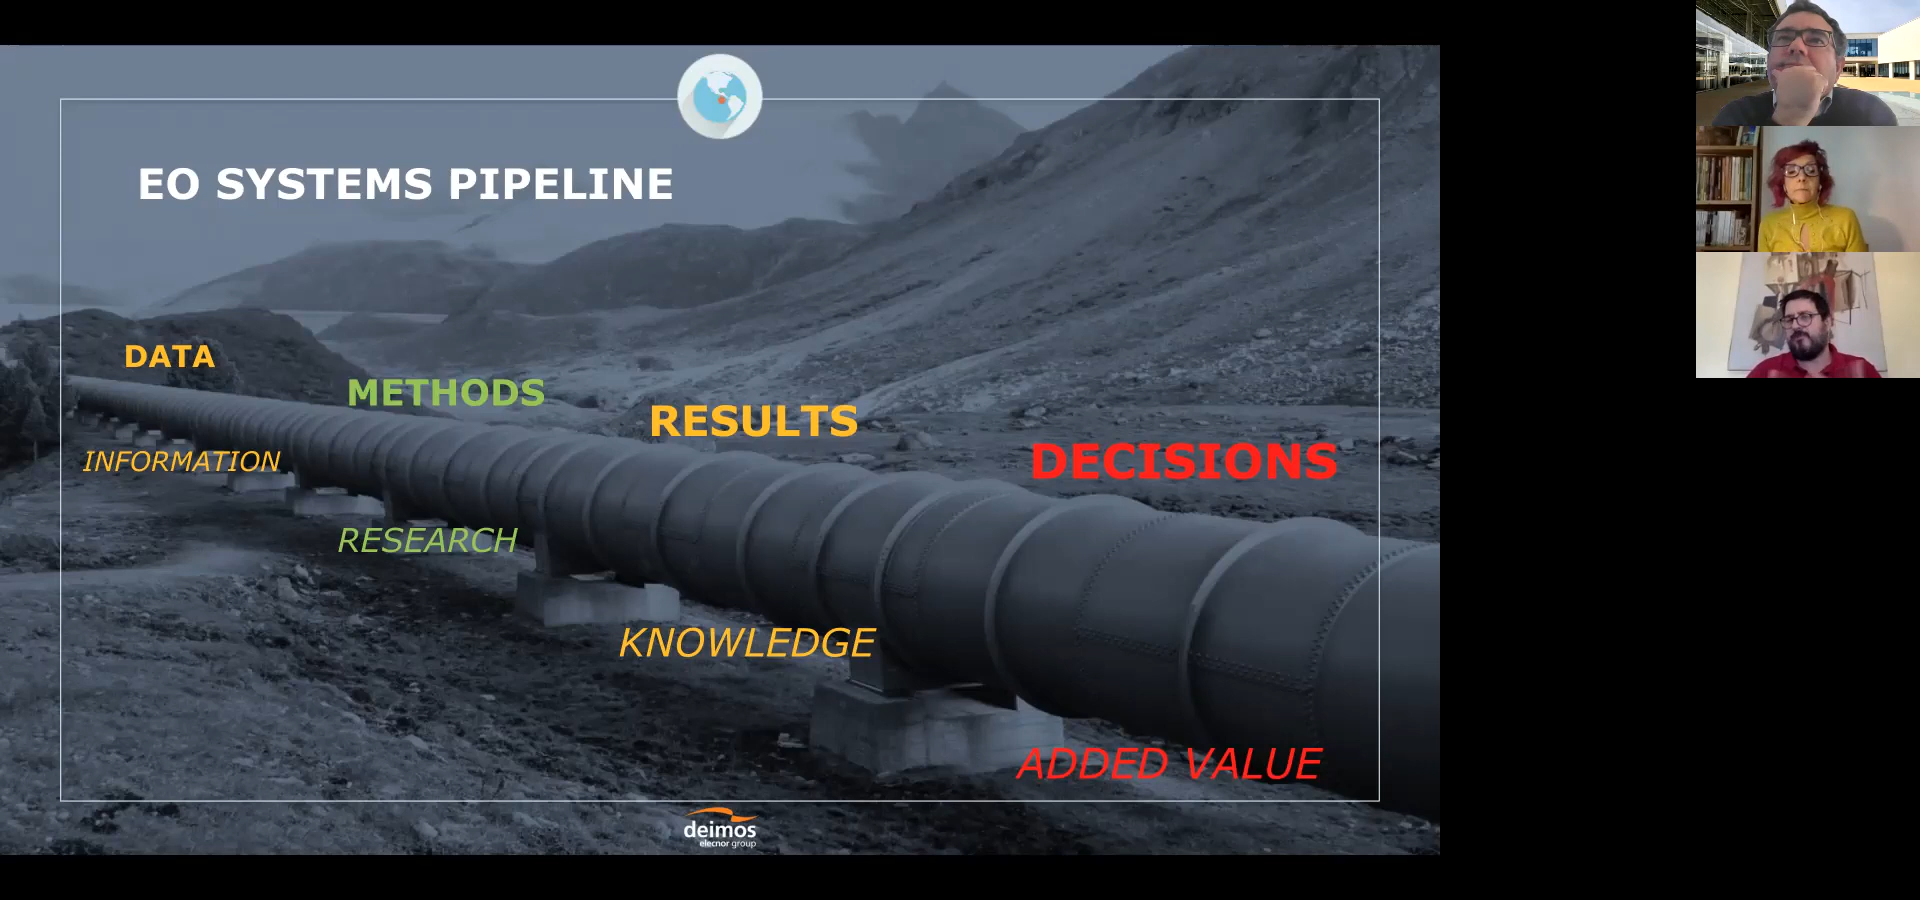 EO SYSTEMS PIPELINE
DATA
METHODS
RESULTS
DECISIONS
INFORMATION
RESEARCH
KNOWLEDGE
ADDED VALUE
deimos
elecnor group